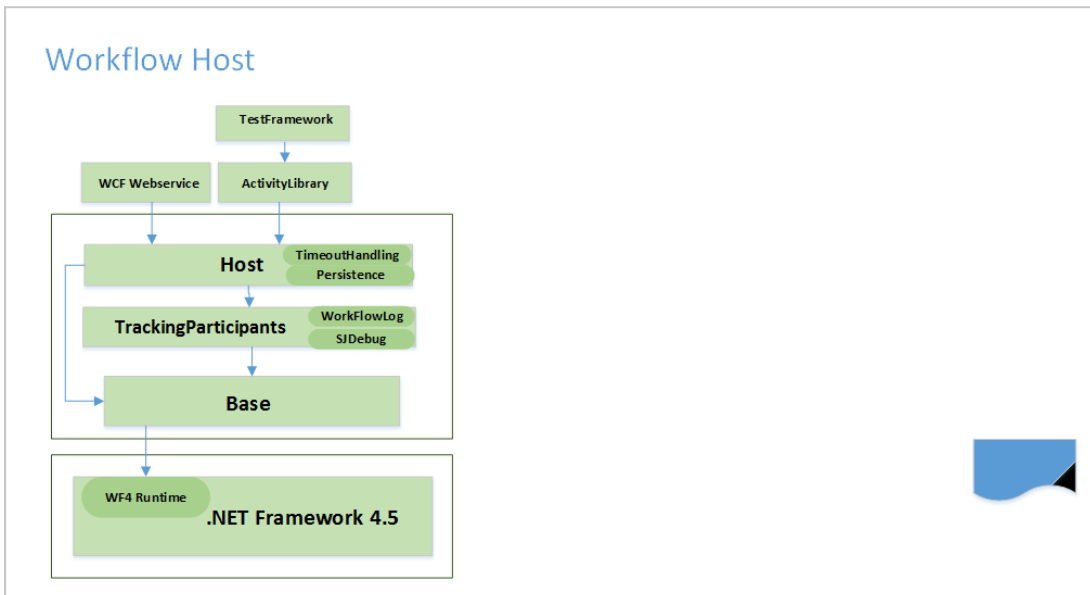 Workflow Host
TestFramework
WCF Webservice
ActivityLibrary
Host
TimeoutHandling
Persistence
TrackingParticipants
WorkFlowLog
SJDebug
Base
WF4 Runtime
.NET Framework 4.5